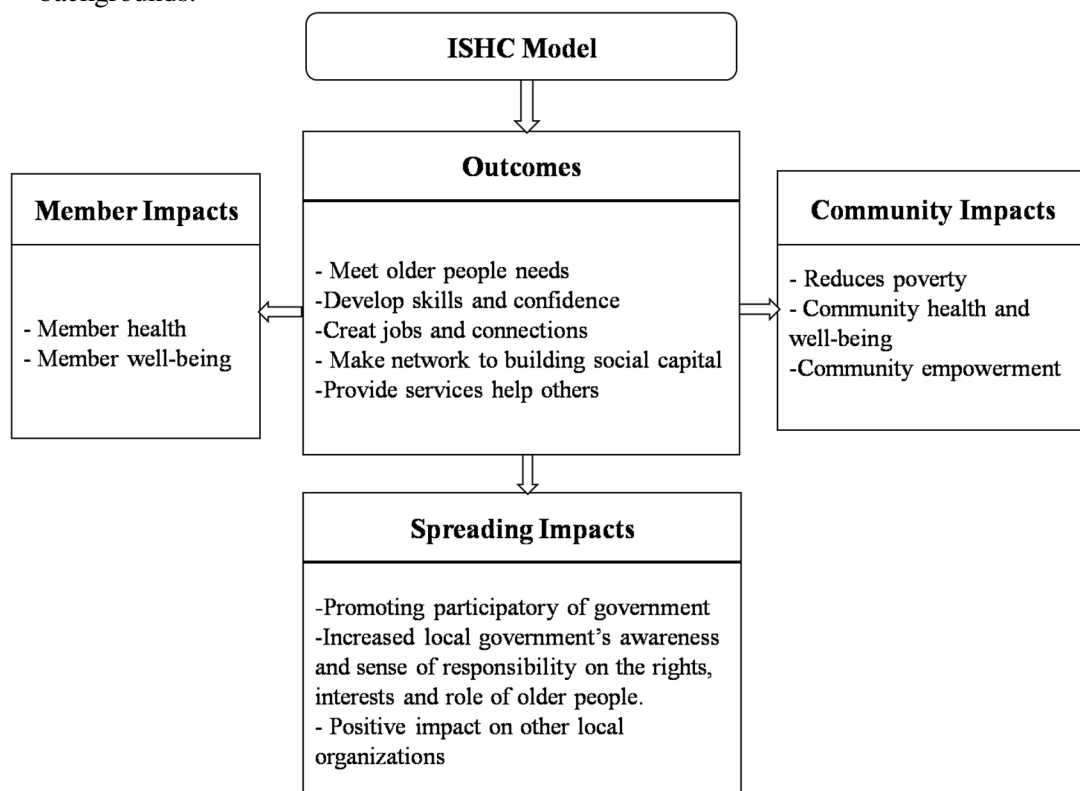 backgrounds.
ISHC Model
Outcomes
- Meet older people needs
-Develop skills and confidence
-Creat jobs and connections
- Make network to building social capital
-Provide services help others
Member Impacts
- Member health
- Member well-being
Community Impacts
- Reduces poverty
- Community health and
well-being
-Community empowerment
Spreading Impacts
-Promoting participatory of government
-Increased local government’s awareness
and sense of responsibility on the rights,
interests and role of older people.
- Positive impact on other local
organizations